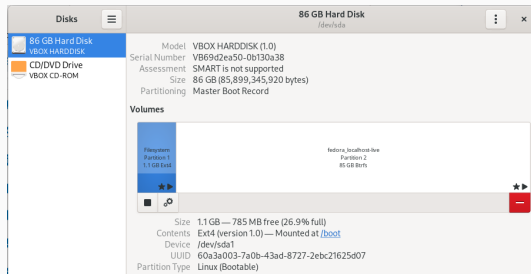 Disks
86 GB Hard Disk
/dev/sda
86 GB Hard Disk
VBOX HARDDISK
CD/DVD Drive
VBOX CD-ROM
Model VBOX HARDDISK (1.0)
Serial Number VB69d2ea50-0b130a38
Assessment SMART is not supported
Size 86 GB (85,899,345,920 bytes)
Partitioning Master Boot Record
Volumes
Filesystem
Partition 1
1.1 GB Ext4
fedora_localhost-live
Partition 2
85 GB Btrfs
Size 1.1 GB — 785 MB free (26.9% full)
Contents Ext4 (version 1.0) — Mounted at /boot
Device /dev/sda1
UUID 60a3a003-7a0b-43ad-8727-2ebc21625d07
Partition Type Linux (Bootable)